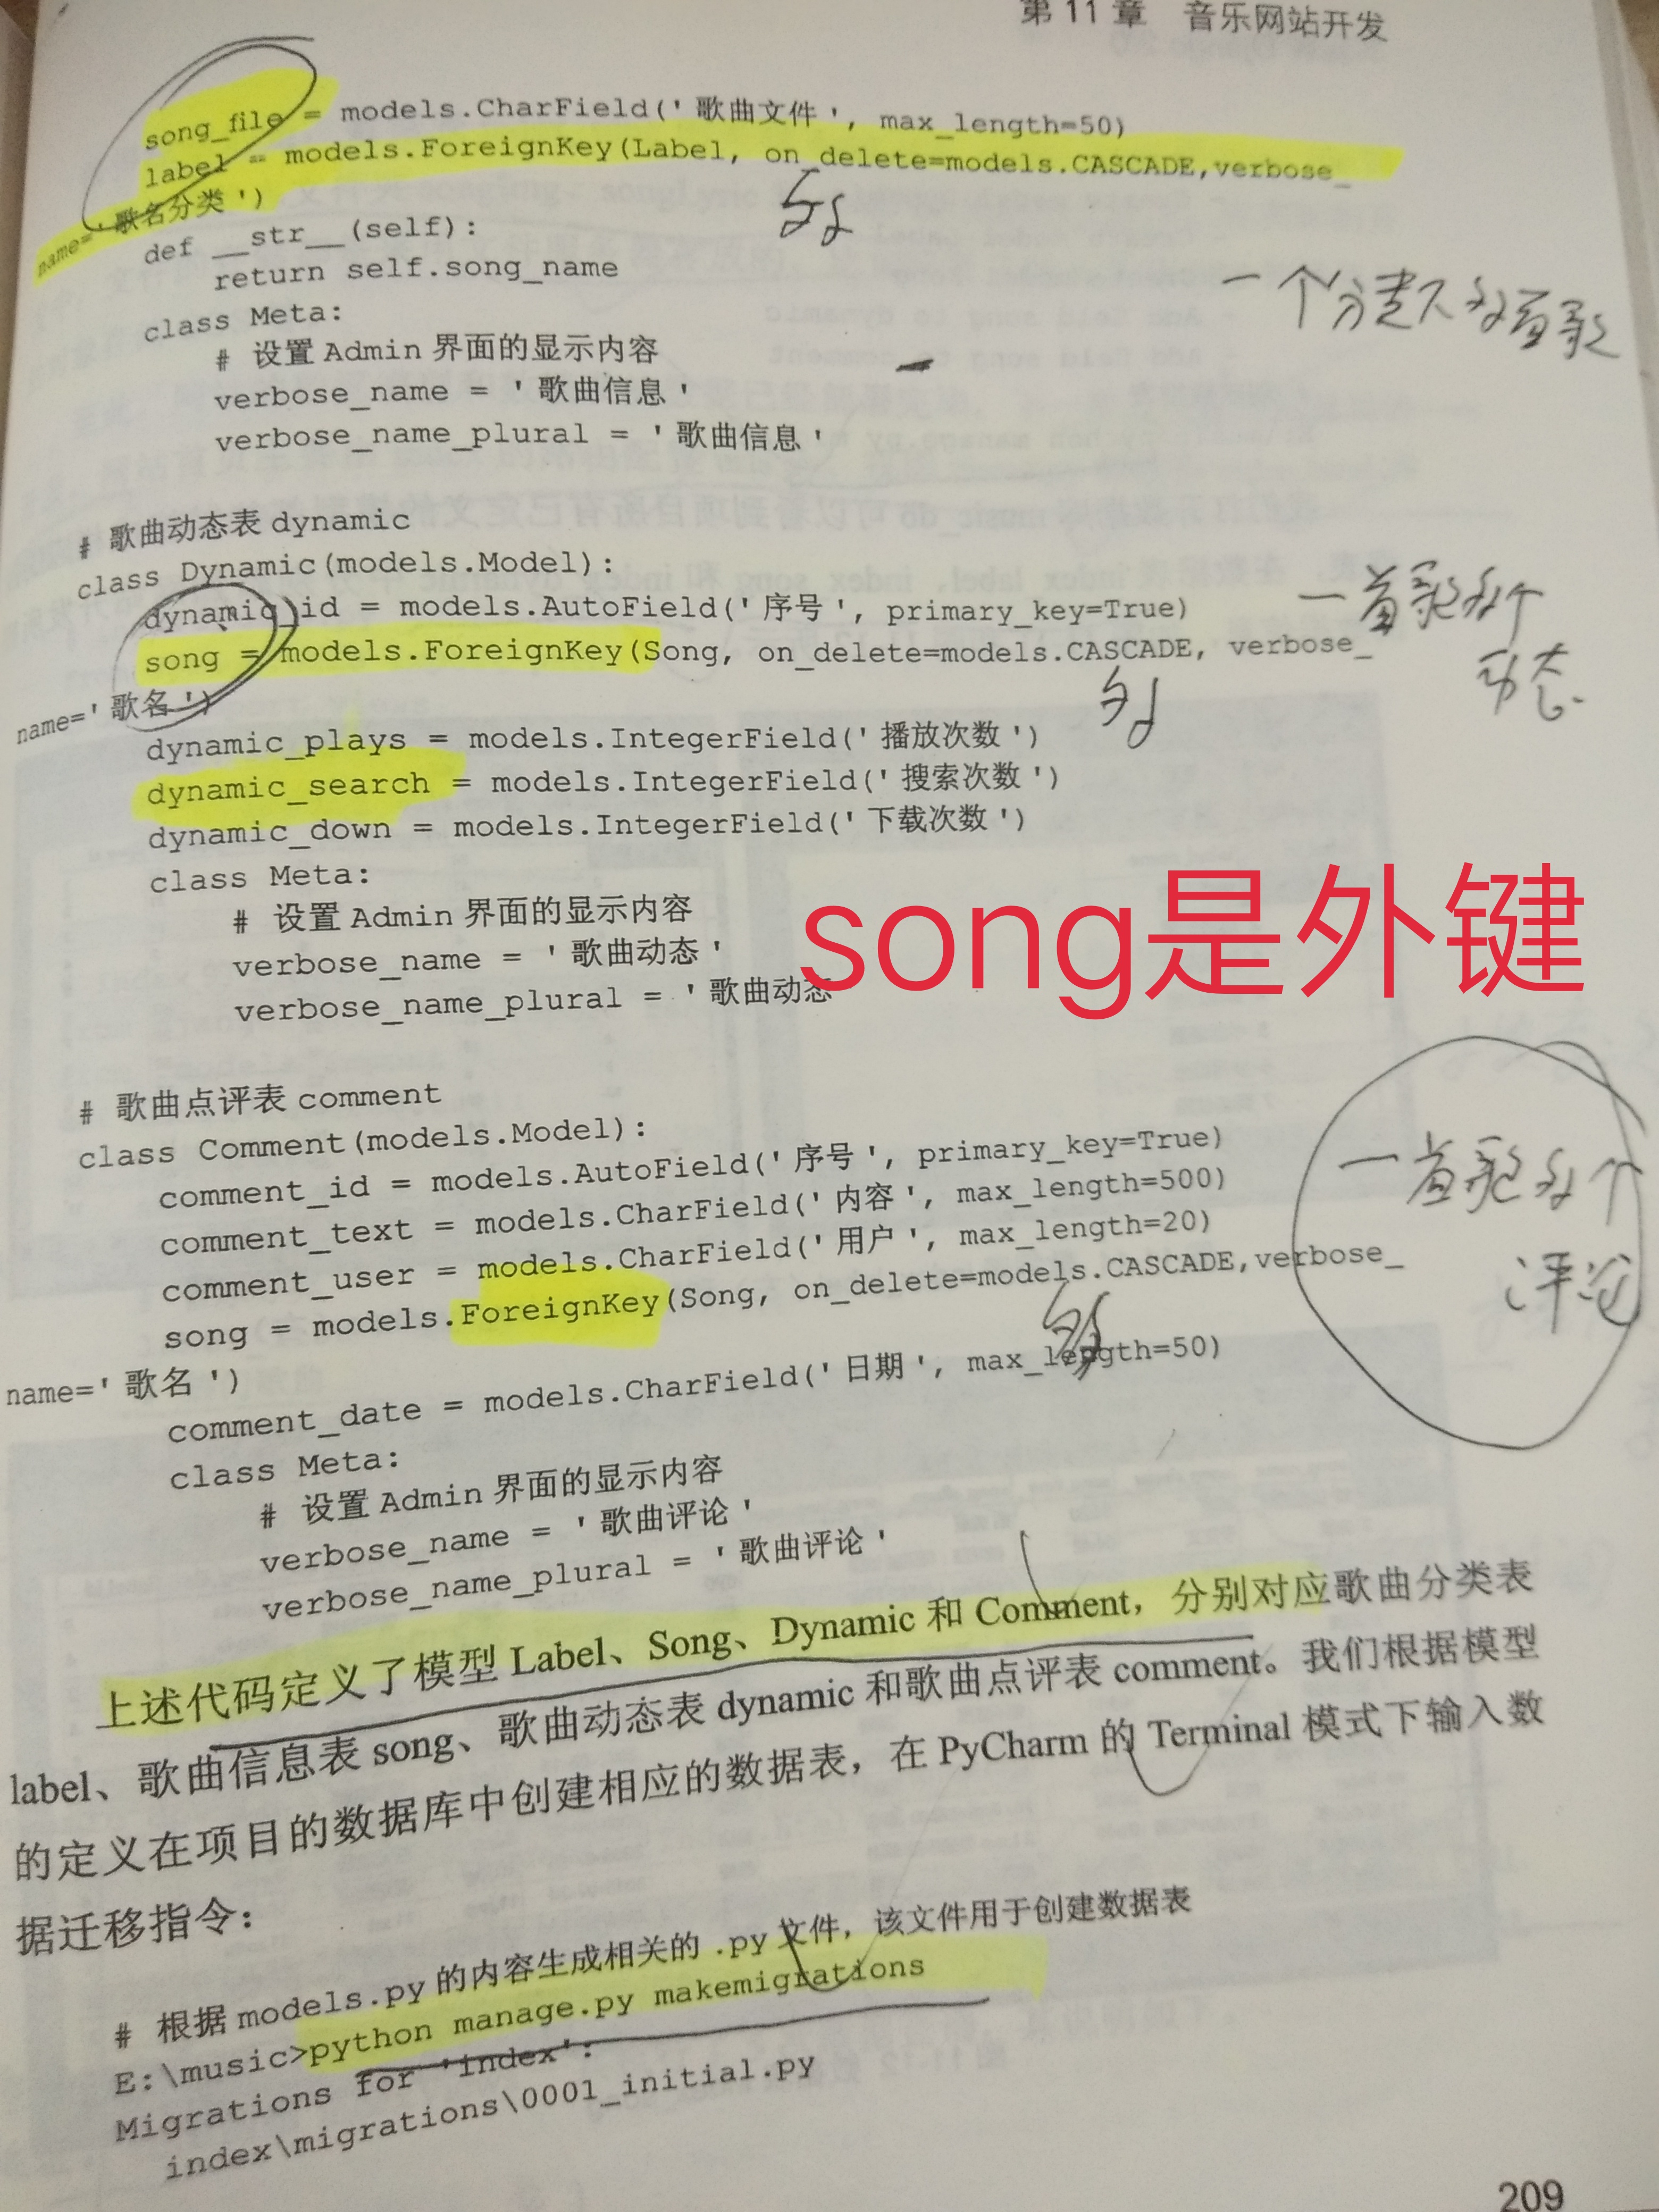 第 11 章 音乐网站开发
song_file = models.CharField('歌曲文件', max_length=50)
label = models.ForeignKey(Label, on_delete=models.CASCADE,verbose_
name='歌名分类')
多
def __str__(self):
return self.song_name
一个分类下多首歌
class Meta:
# 设置 Admin 界面的显示内容
verbose_name = '歌曲信息'
verbose_name_plural = '歌曲信息'
# 歌曲动态表 dynamic
class Dynamic(models.Model):
dynamic_id = models.AutoField('序号', primary_key=True)
一首歌多个
动态
song = models.ForeignKey(Song, on_delete=models.CASCADE, verbose_
name='歌名')
多
dynamic_plays = models.IntegerField('播放次数')
dynamic_search = models.IntegerField('搜索次数')
dynamic_down = models.IntegerField('下载次数')
class Meta:
# 设置 Admin 界面的显示内容
verbose_name = '歌曲动态'
verbose_name_plural = '歌曲动态
song是外键
# 歌曲点评表 comment
class Comment(models.Model):
comment_id = models.AutoField('序号', primary_key=True)
comment_text = models.CharField('内容', max_length=500)
comment_user = models.CharField('用户', max_length=20)
song = models.ForeignKey(Song, on_delete=models.CASCADE,verbose_
name='歌名')
一首歌多个
评论
多
comment_date = models.CharField('日期', max_length=50)
class Meta:
# 设置 Admin 界面的显示内容
verbose_name = '歌曲评论'
verbose_name_plural = '歌曲评论'
上述代码定义了模型 Label、Song、Dynamic 和 Comment，分别对应歌曲分类表
label、歌曲信息表 song、歌曲动态表 dynamic 和歌曲点评表 comment。我们根据模型
的定义在项目的数据库中创建相应的数据表，在 PyCharm 的 Terminal 模式下输入数
据迁移指令：
# 根据 models.py 的内容生成相关的 .py 文件，该文件用于创建数据表
E:\music>python manage.py makemigrations
Migrations for 'index':
index\migrations\0001_initial.py
209